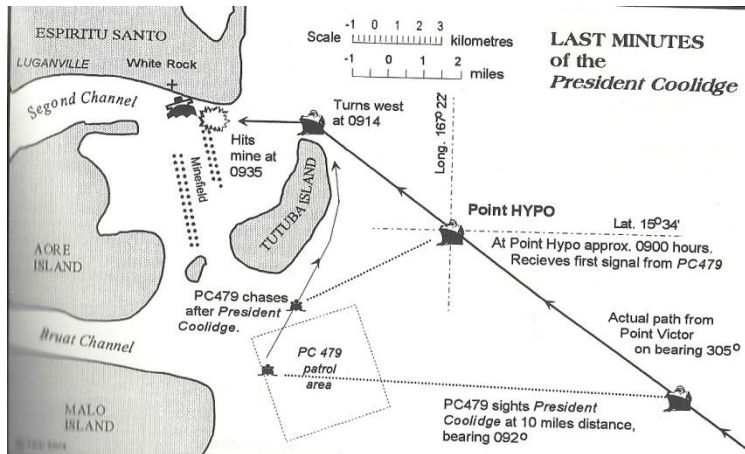 ESPIRITU SANTO
LUGANVILLE
White Rock
Segond Channel
Scale
-1 0 1 2 3 kilometres
-1 0 1 2
miles
LAST MINUTES
of the
President Coolidge
Turns west
at 0914
Long. 167° 22'
Hits
mine at
0935
Minefield
TUTUBA ISLAND
Point HYPO
Lat. 15°34'
At Point Hypo approx. 0900 hours.
Recieves first signal from PC479
AORE
ISLAND
PC479 chases
after President
Coolidge.
Actual path from
Point Victor
on bearing 305°
Bruat Channel
PC 479
patrol
area
MALO
ISLAND
PC479 sights President
Coolidge at 10 miles distance,
bearing 092°